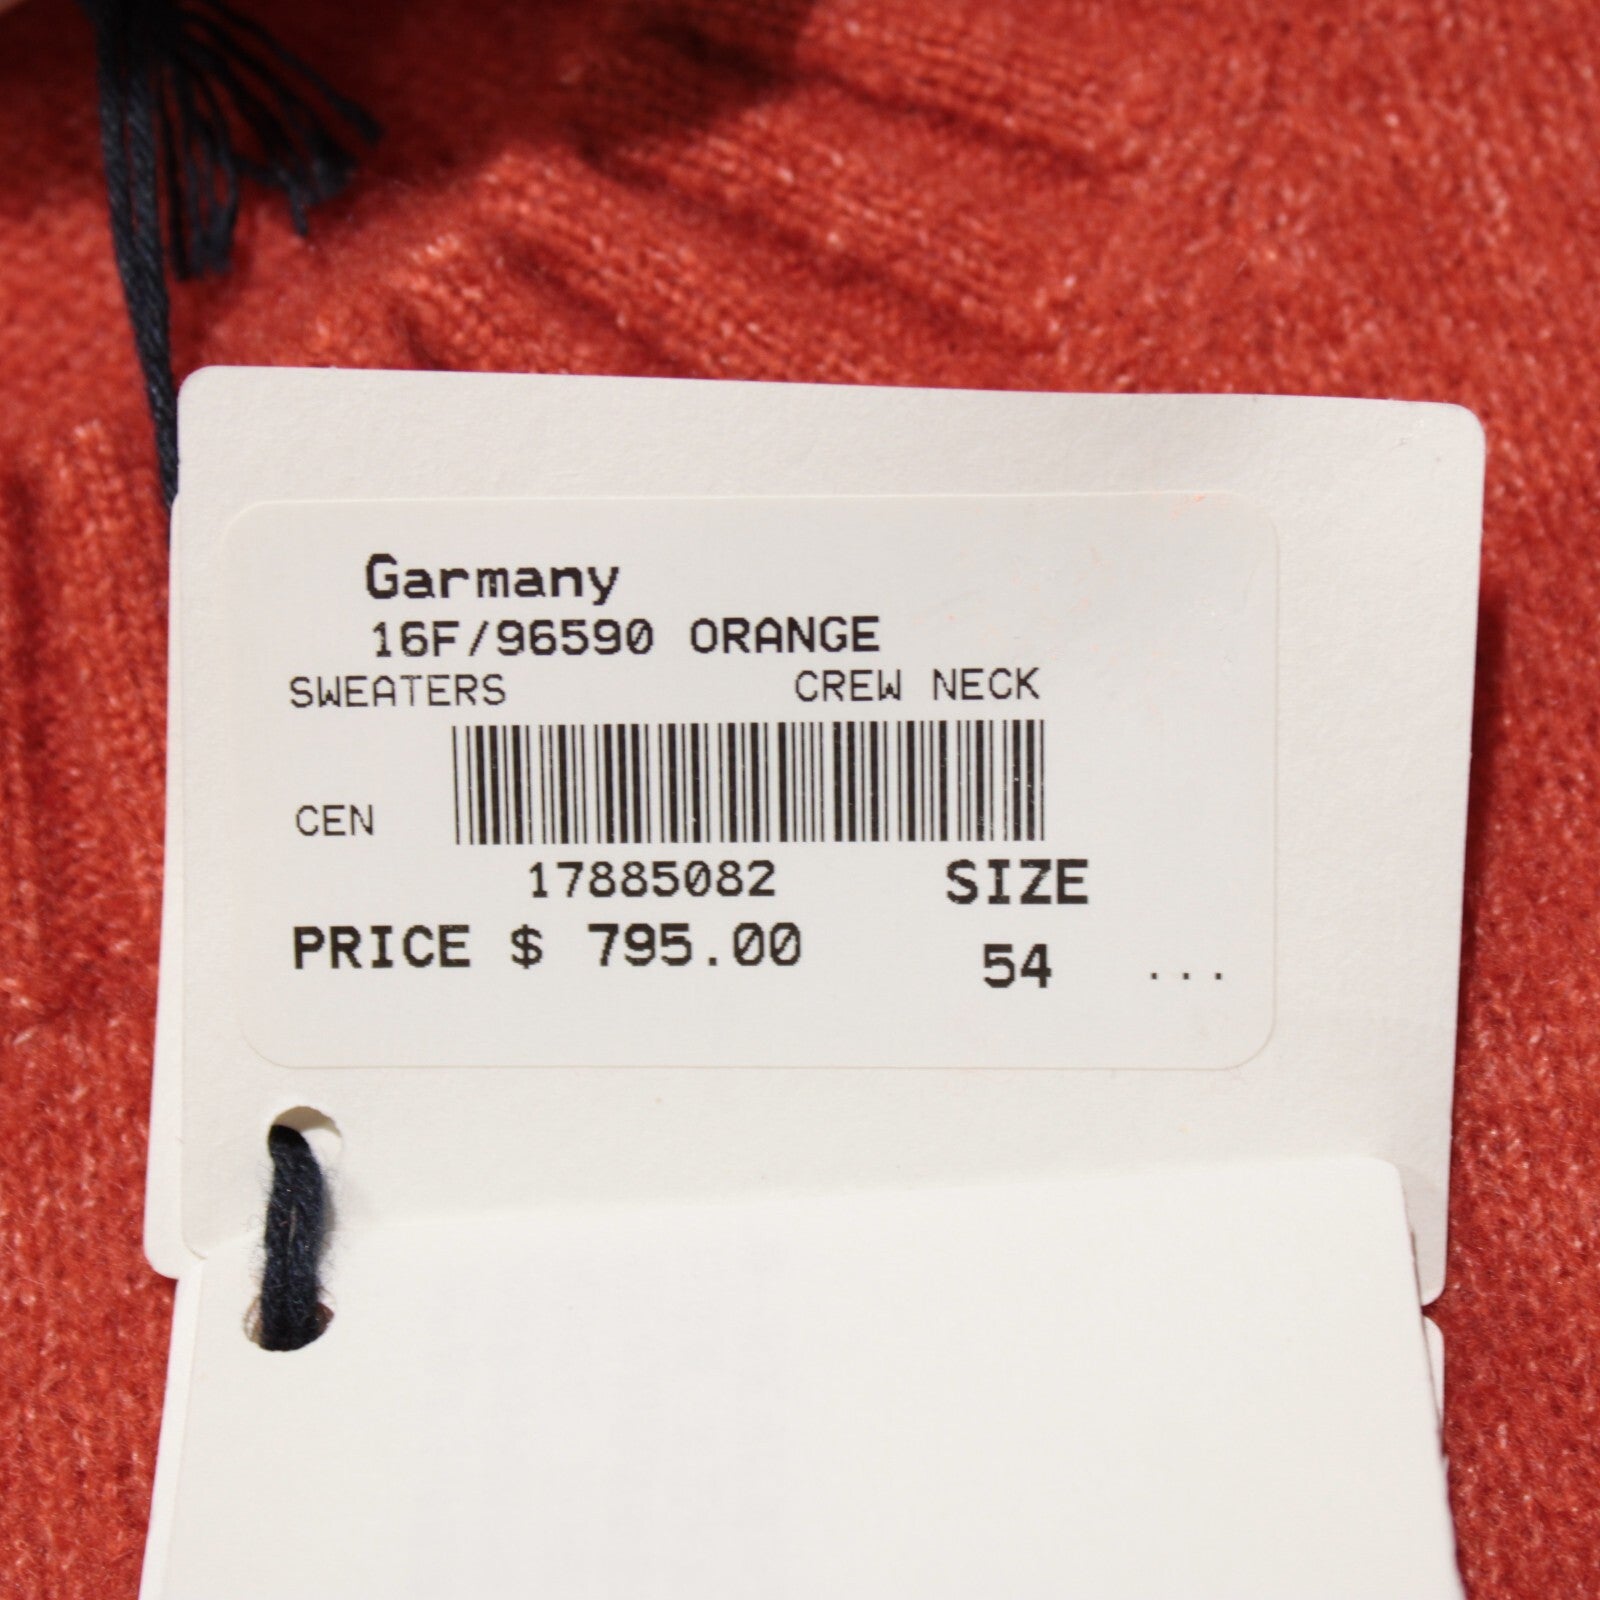 Garmany
16F/96590 ORANGE
SWEATERS CREW NECK
CEN
17885082 SIZE
PRICE $ 795.00 54 ...